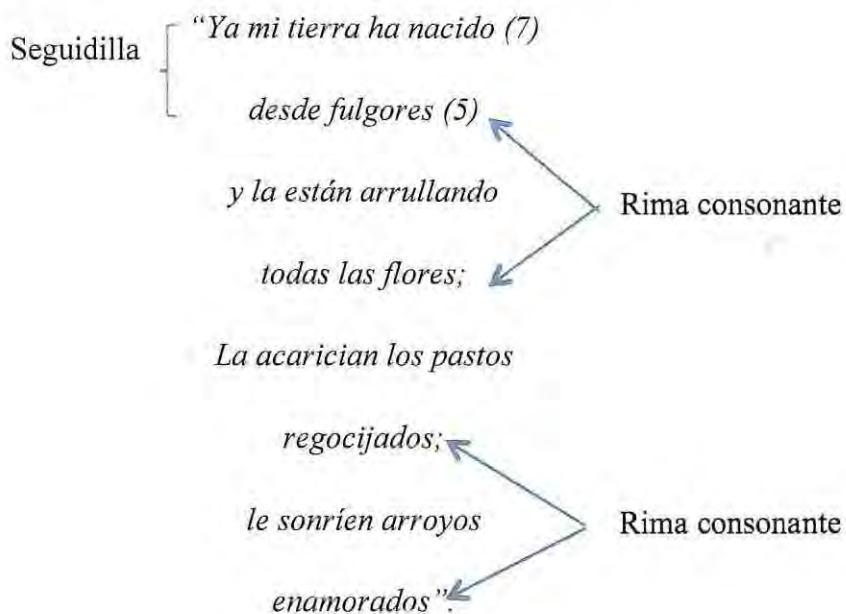 “Ya mi tierra ha nacido (7)
Seguidilla
desde fulgores (5)
y la están arrullando
Rima consonante
todas las flores;
La acarician los pastos
regocijados;
le sonríen arroyos
Rima consonante
enamorados”.